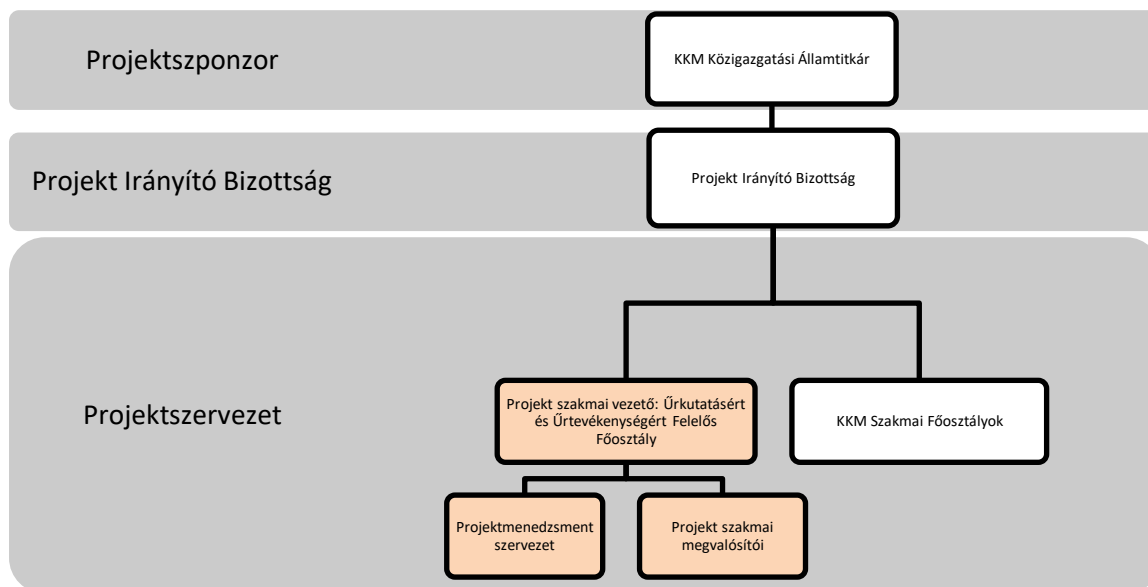 Projektszponzor
KKM Közigazgatási Államtitkár
Projekt Irányító Bizottság
Projekt Irányító Bizottság
Projektszervezet
Projekt szakmai vezető: Űrkutatásért
és Űrtevékenységért Felelős
Főosztály
KKM Szakmai Főosztályok
Projektmenedzsment
szervezet
Projekt szakmai
megvalósítói